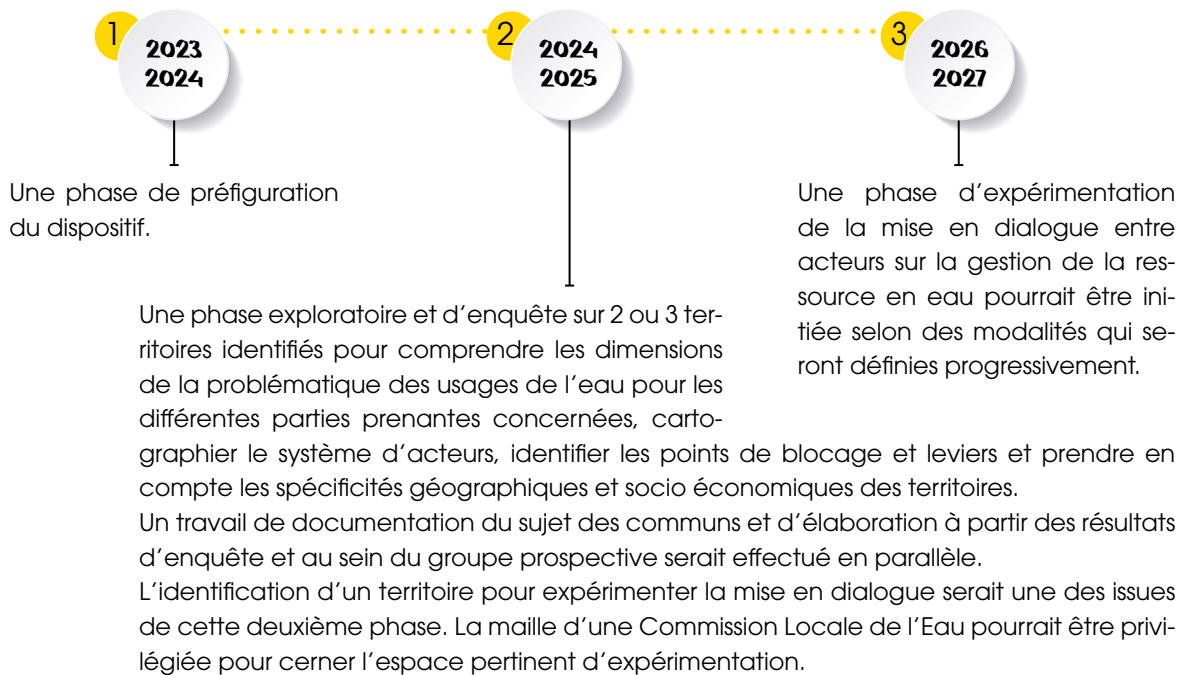 1
2023
2024
2
2024
2025
3
2026
2027
Une phase de préfiguration
du dispositif.
Une phase exploratoire et d'enquête sur 2 ou 3 ter-
ritoires identifiés pour comprendre les dimensions
de la problématique des usages de l'eau pour les
différentes parties prenantes concernées, carto-
graphier le système d'acteurs, identifier les points de blocage et leviers et prendre en
compte les spécificités géographiques et socio économiques des territoires.
Un travail de documentation du sujet des communs et d'élaboration à partir des résultats
d'enquête et au sein du groupe prospective serait effectué en parallèle.
L'identification d'un territoire pour expérimenter la mise en dialogue serait une des issues
de cette deuxième phase. La maille d'une Commission Locale de l'Eau pourrait être privi-
légiée pour cerner l'espace pertinent d'expérimentation.
Une phase d'expérimentation
de la mise en dialogue entre
acteurs sur la gestion de la res-
source en eau pourrait être ini-
tiée selon des modalités qui se-
ront définies progressivement.